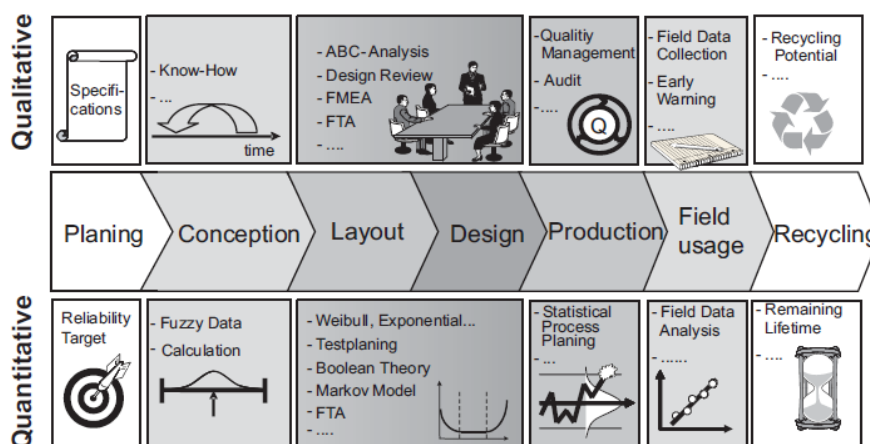 Qualitative
Specifi-
cations
- Know-How
- ...
time
- ABC- Analysis
- Design Review
- FMEA
- FTA
- ....
- Qualitiy
Management
- Audit
- ....
Q
- Field Data
Collection
- Early
Warning
- ....
- Recycling
Potential
- ....
Planing
Conception
Layout
Design
Production
Field
usage
Recycling
Quantitative
Reliability
Target
- Fuzzy Data
- Calculation
- Weibull, Exponential...
- Testplaning
- Boolean Theory
- Markov Model
- FTA
- ....
- Statistical
Process
Planing
- ...
- Field Data
Analysis
- ......
- Remaining
Lifetime
- ....